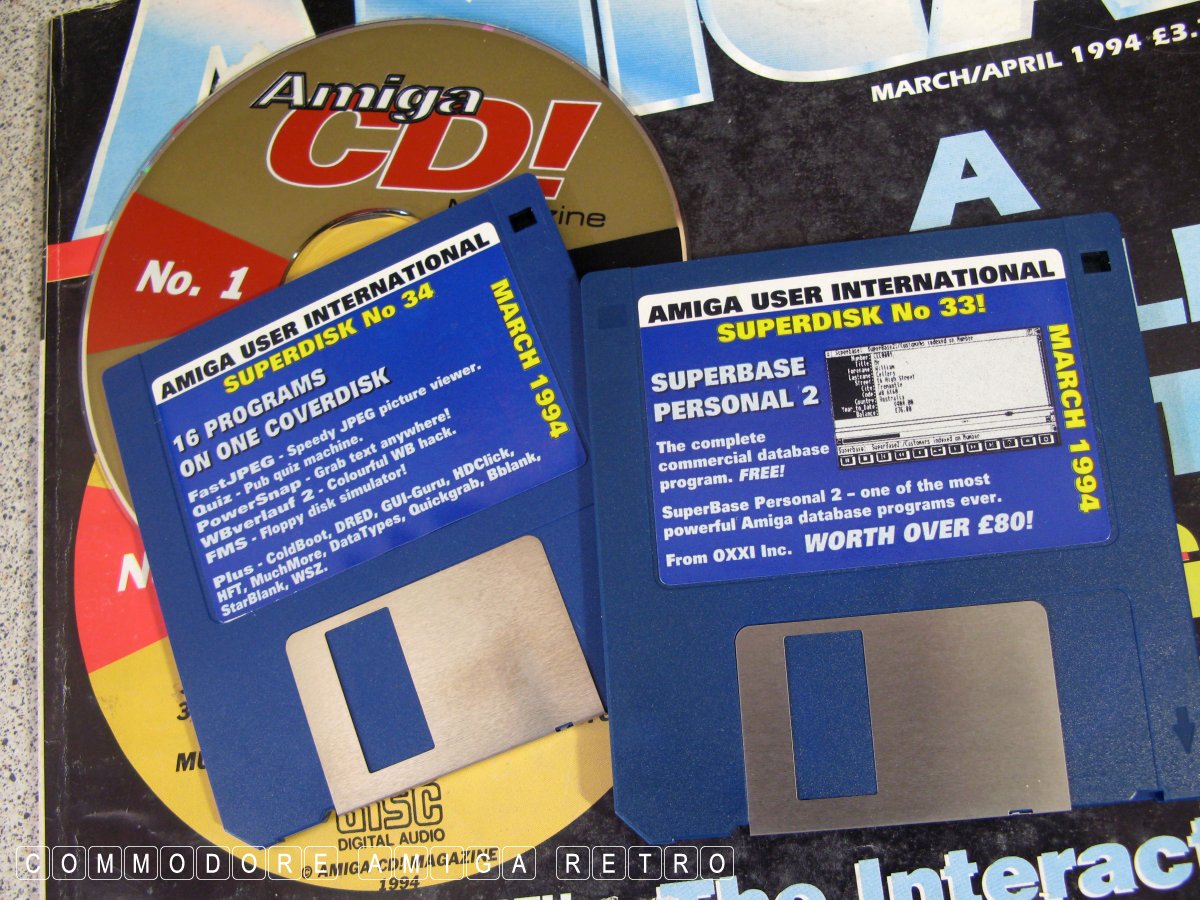 AMIGA
MARCH/APRIL 1994 £3.
A
Amiga
CD!
No. 1
AMIGA USER INTERNATIONAL
SUPERDISK No 34
MARCH 1994
16 PROGRAMS
ON ONE COVERDISK
FastJPEG - Speedy JPEG picture viewer.
Quiz - Pub quiz machine.
PowerSnap - Grab text anywhere!
WBverlauf 2 - Colourful WB hack.
FMS - Floppy disk simulator!
Plus - ColdBoot, DRED, GUI-Guru, HDClick,
HFT, MuchMore, DataTypes, Quickgrab, Bblank,
StarBlank, WSZ.
AMIGA USER INTERNATIONAL
SUPERDISK No 33!
MARCH 1994
SUPERBASE
PERSONAL 2
The complete
commercial database
program. FREE!
SuperBase Personal 2 – one of the most
powerful Amiga database programs ever.
From OXXI Inc. WORTH OVER £80!
DIGITAL AUDIO
© AMIGA CD! MAGAZINE
1994
The Interact
COMMODORE AMIGA RETRO